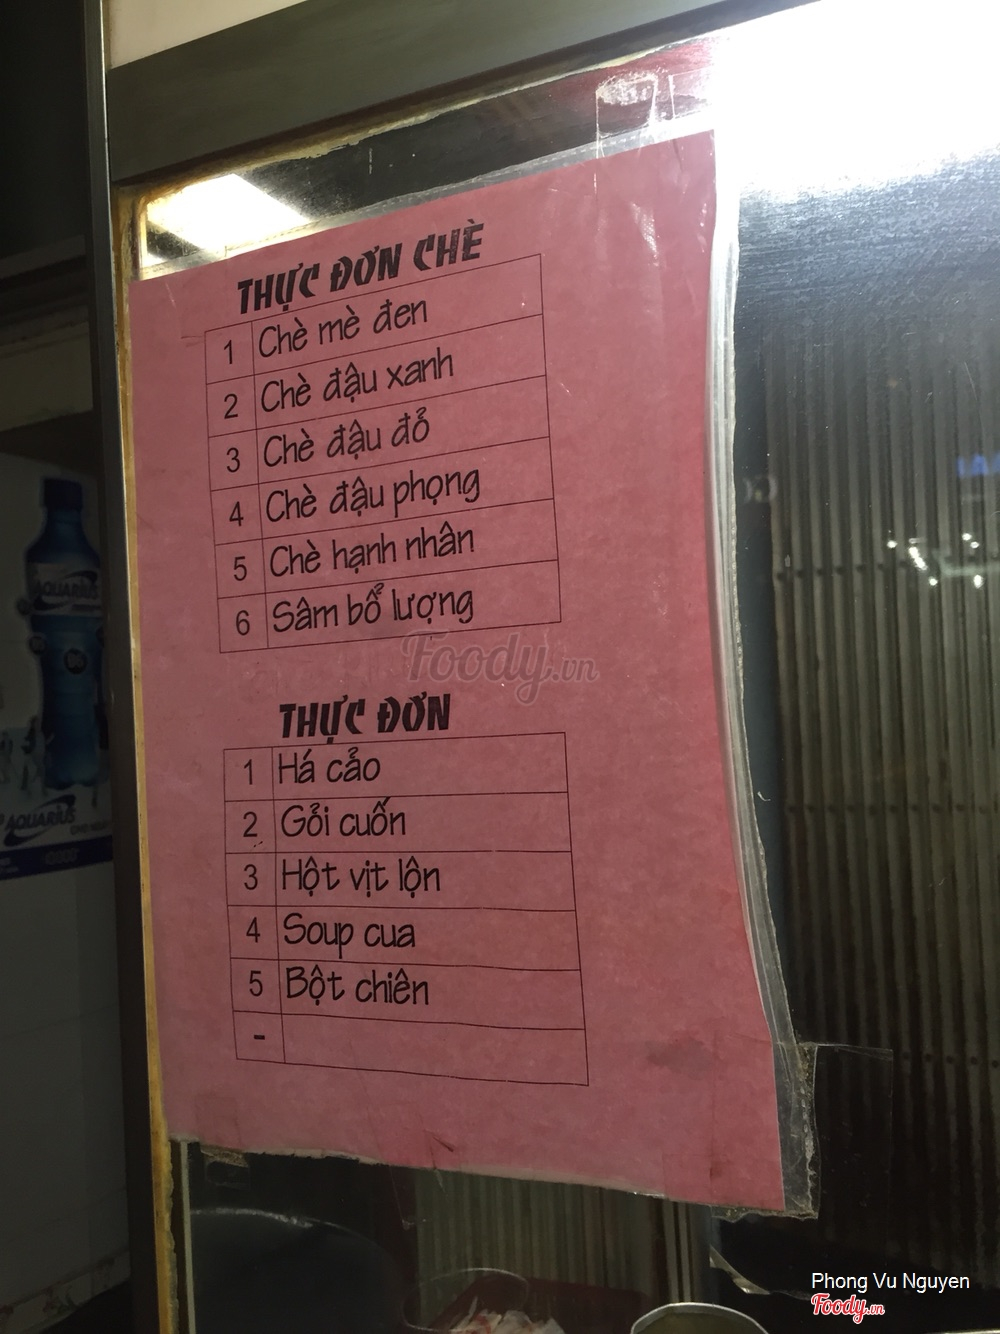 THỰC ĐƠN CHÈ
1 Chè mè đen
2 Chè đậu xanh
3 Chè đậu đỏ
4 Chè đậu phọng
5 Chè hạnh nhân
6 Sâm bổ lượng
Foody.vn
THỰC ĐƠN
1 Há cảo
2 Gỏi cuốn
3 Hột vịt lộn
4 Soup cua
5 Bột chiên
-
AQUARIUS
AQUARIUS
Phong Vu Nguyen
Foody.vn